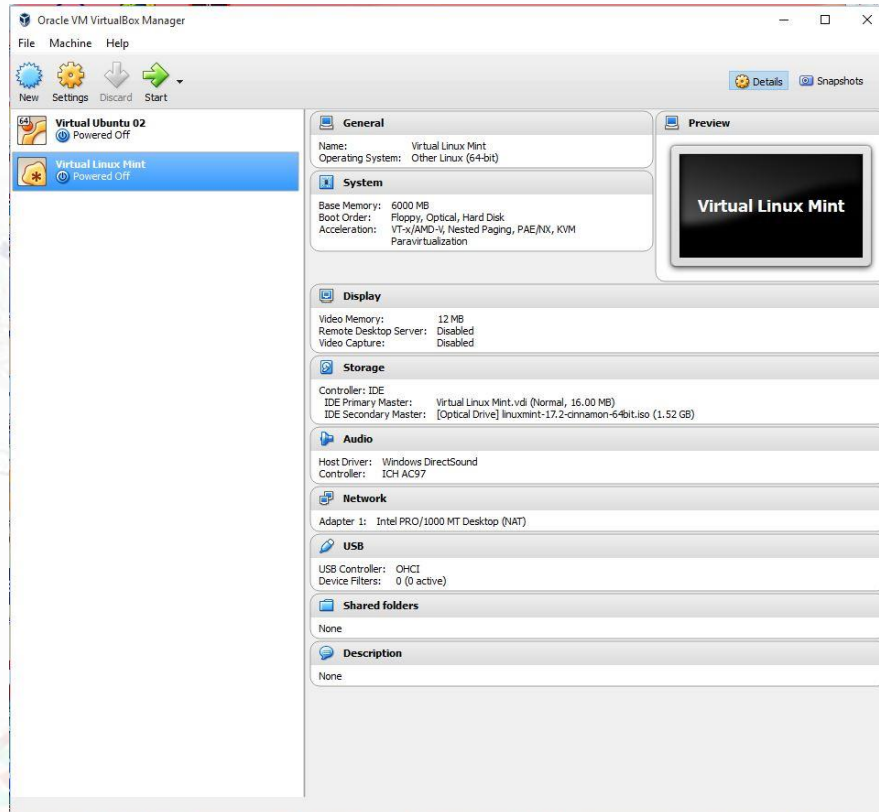 Oracle VM VirtualBox Manager
File Machine Help
New Settings Discard Start
Details Snapshots
64
Virtual Ubuntu 02
Powered Off
Virtual Linux Mint
Powered Off
General
Name: Virtual Linux Mint
Operating System: Other Linux (64-bit)
System
Base Memory: 6000 MB
Boot Order: Floppy, Optical, Hard Disk
Acceleration: VT-x/AMD-V, Nested Paging, PAE/NX, KVM
Paravirtualization
Preview
Virtual Linux Mint
Display
Video Memory: 12 MB
Remote Desktop Server: Disabled
Video Capture: Disabled
Storage
Controller: IDE
IDE Primary Master: Virtual Linux Mint.vdi (Normal, 16.00 MB)
IDE Secondary Master: [Optical Drive] linuxmint-17.2-cinnamon-64bit.iso (1.52 GB)
Audio
Host Driver: Windows DirectSound
Controller: ICH AC97
Network
Adapter 1: Intel PRO/1000 MT Desktop (NAT)
USB
USB Controller: OHCI
Device Filters: 0 (0 active)
Shared folders
None
Description
None